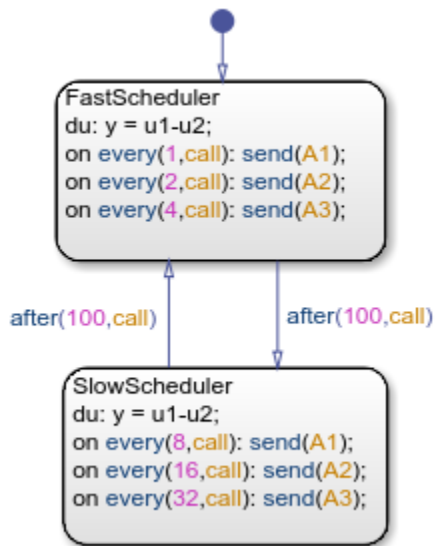 FastScheduler
du: y = u1-u2;
on every(1,call): send(A1);
on every(2,call): send(A2);
on every(4,call): send(A3);
after(100,call)
after(100,call)
SlowScheduler
du: y = u1-u2;
on every(8,call): send(A1);
on every(16,call): send(A2);
on every(32,call): send(A3);